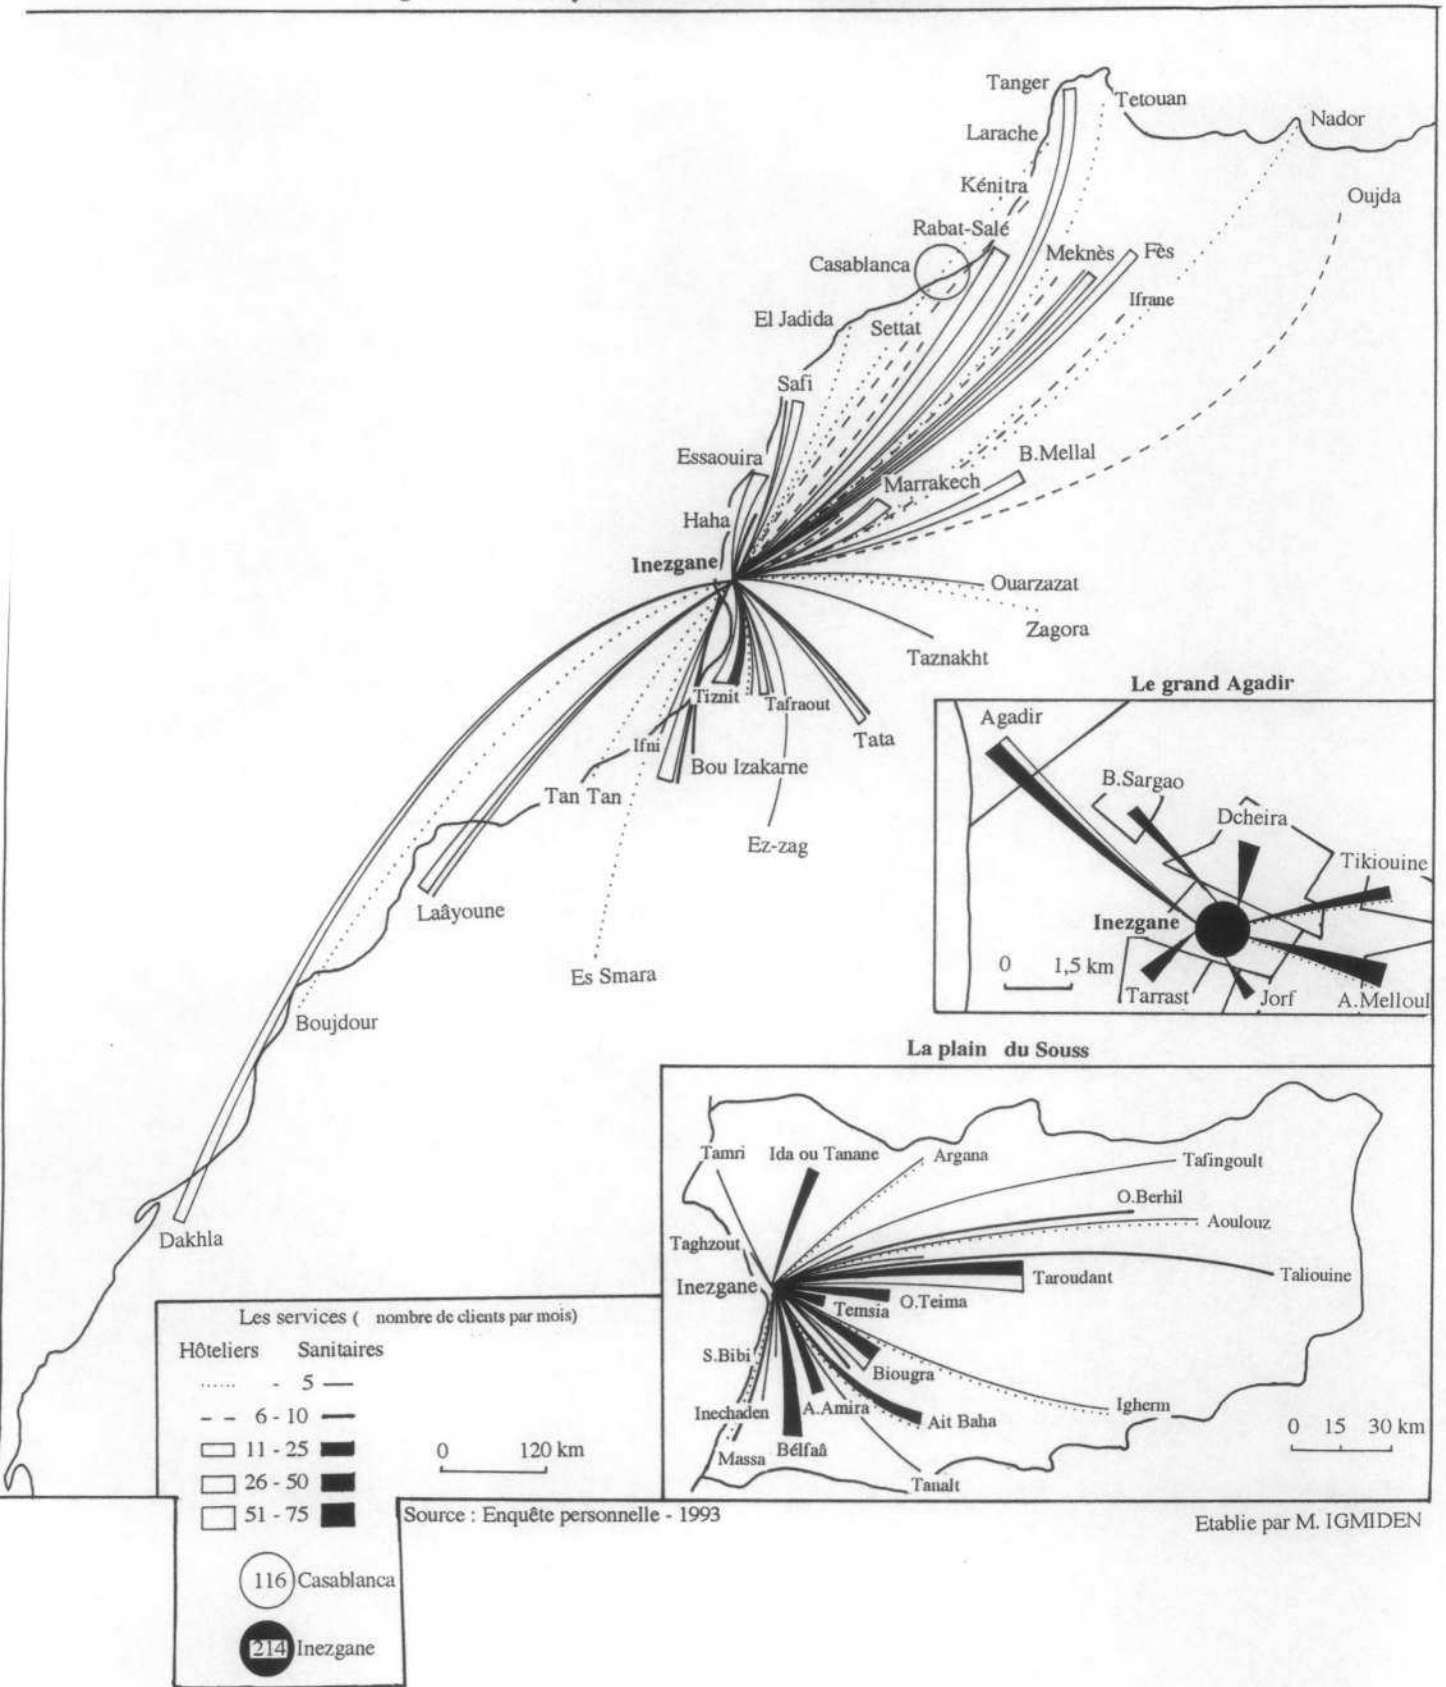 Tanger
Tetouan
Nador
Larache
Kénitra
Oujda
Rabat-Salé
Casablanca
Meknès
Fès
Ifrane
El Jadida
Settat
Safi
Essaouira
B.Mellal
Marrakech
Haha
Inezgane
Ouarzazat
Zagora
Taznakht
Tiznit
Tafraout
Tata
Ifni
Bou Izakarne
Tan Tan
Ez-zag
Laâyoune
Es Smara
Boujdour
Dakhla
Le grand Agadir
Agadir
B.Sargao
Dcheira
Tikiouine
Inezgane
0 1,5 km
Tarrast
Jorf
A.Melloul
La plain du Souss
Tamri
Ida ou Tanane
Argana
Tafingoult
O.Berhil
Aoulouz
Taghzout
Inezgane
Taroudant
Taliouine
Temsia
O.Teima
S.Bibi
Biougra
Inechaden
A.Amira
Ait Baha
Igherm
Massa
Bélfaâ
Tanalt
0 15 30 km
Les services ( nombre de clients par mois)
Hôteliers Sanitaires
- 5
6 - 10
11 - 25
26 - 50
51 - 75
0 120 km
116 Casablanca
214 Inezgane
Source : Enquête personnelle - 1993
Etablie par M. IGMIDEN